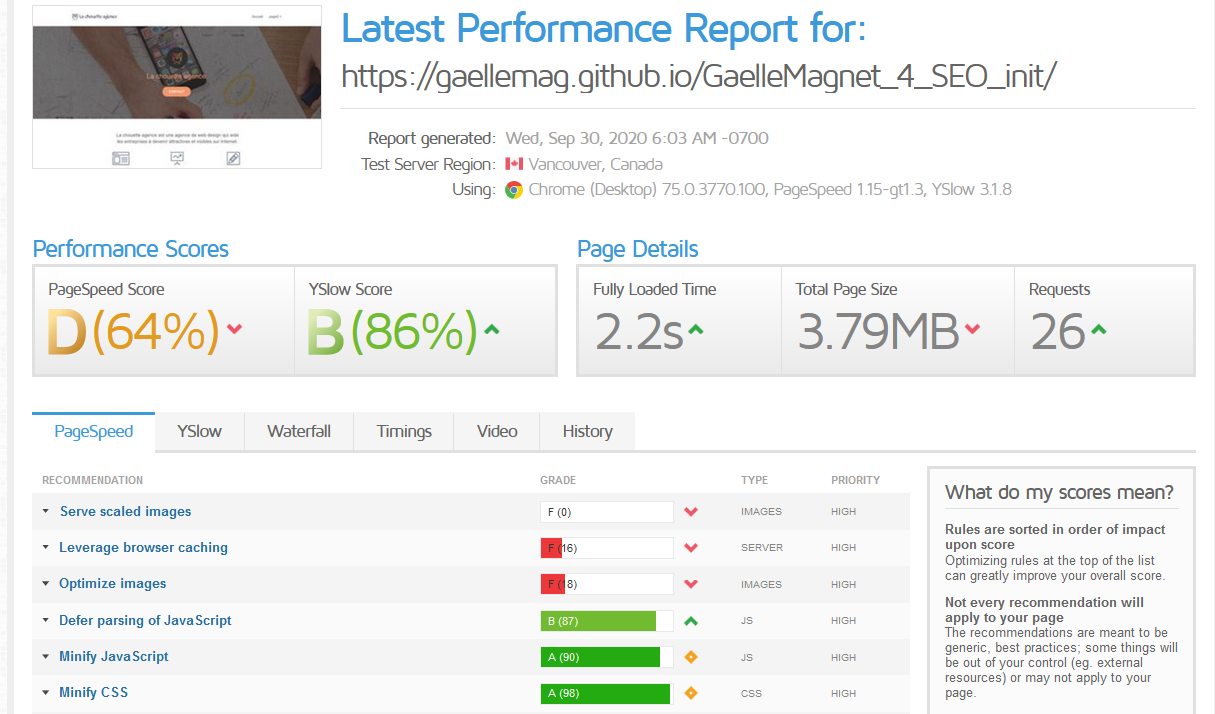 La chouette agence
Accueil page2 >
La chouette agence
La chouette agence est une agence de web design qui aide
les entreprises à devenir attractives et visibles sur Internet.
Latest Performance Report for:
https://gaellemag.github.io/GaelleMagnet_4_SEO_init/
Report generated: Wed, Sep 30, 2020 6:03 AM -0700
Test Server Region: Vancouver, Canada
Using: Chrome (Desktop) 75.0.3770.100, PageSpeed 1.15-gt1.3, YSlow 3.1.8
Performance Scores
PageSpeed Score
D(64%)
YSlow Score
B(86%)
Page Details
Fully Loaded Time
2.2s
Total Page Size
3.79MB
Requests
26
PageSpeed YSlow Waterfall Timings Video History
RECOMMENDATION GRADE TYPE PRIORITY
Serve scaled images F (0) IMAGES HIGH
Leverage browser caching F (16) SERVER HIGH
Optimize images F (18) IMAGES HIGH
Defer parsing of JavaScript B (87) JS HIGH
Minify JavaScript A (90) JS HIGH
Minify CSS A (98) CSS HIGH
What do my scores mean?
Rules are sorted in order of impact
upon score
Optimizing rules at the top of the list
can greatly improve your overall score.
Not every recommendation will
apply to your page
The recommendations are meant to be
generic, best practices; some things will
be out of your control (eg. external
resources) or may not apply to your
page.